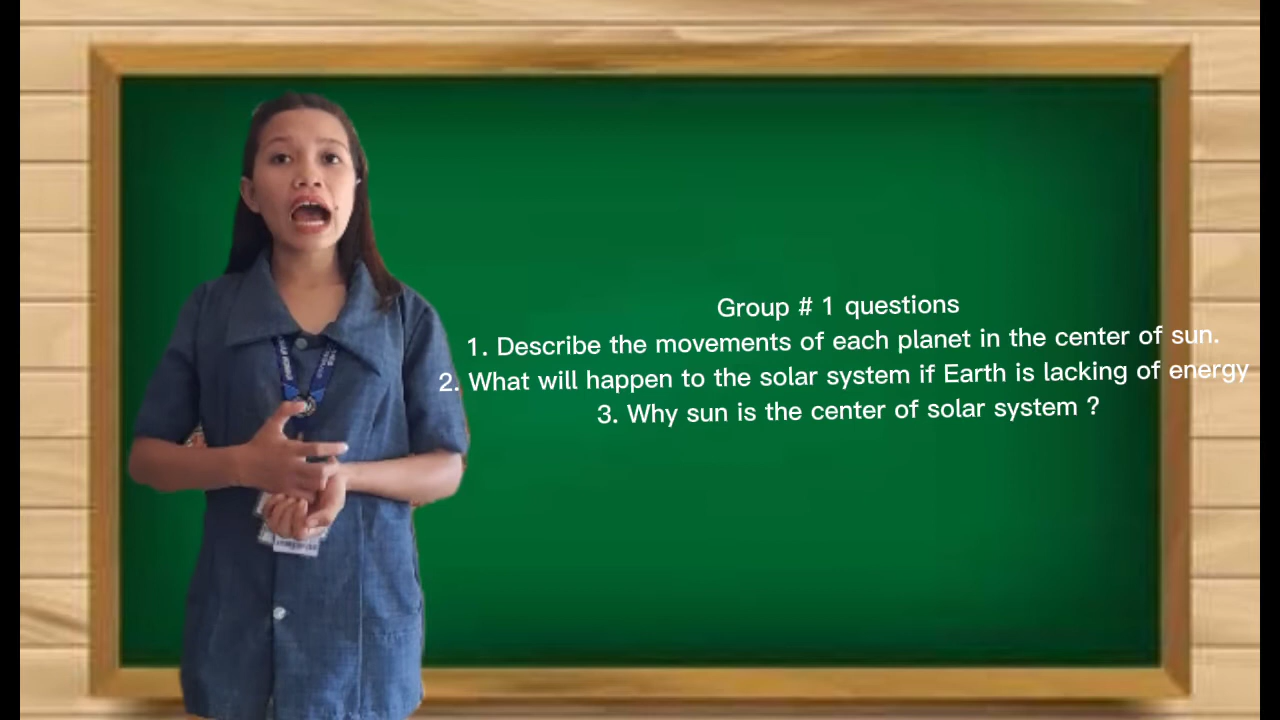 Group # 1 questions
1. Describe the movements of each planet in the center of sun.
2. What will happen to the solar system if Earth is lacking of energy
3. Why sun is the center of solar system ?